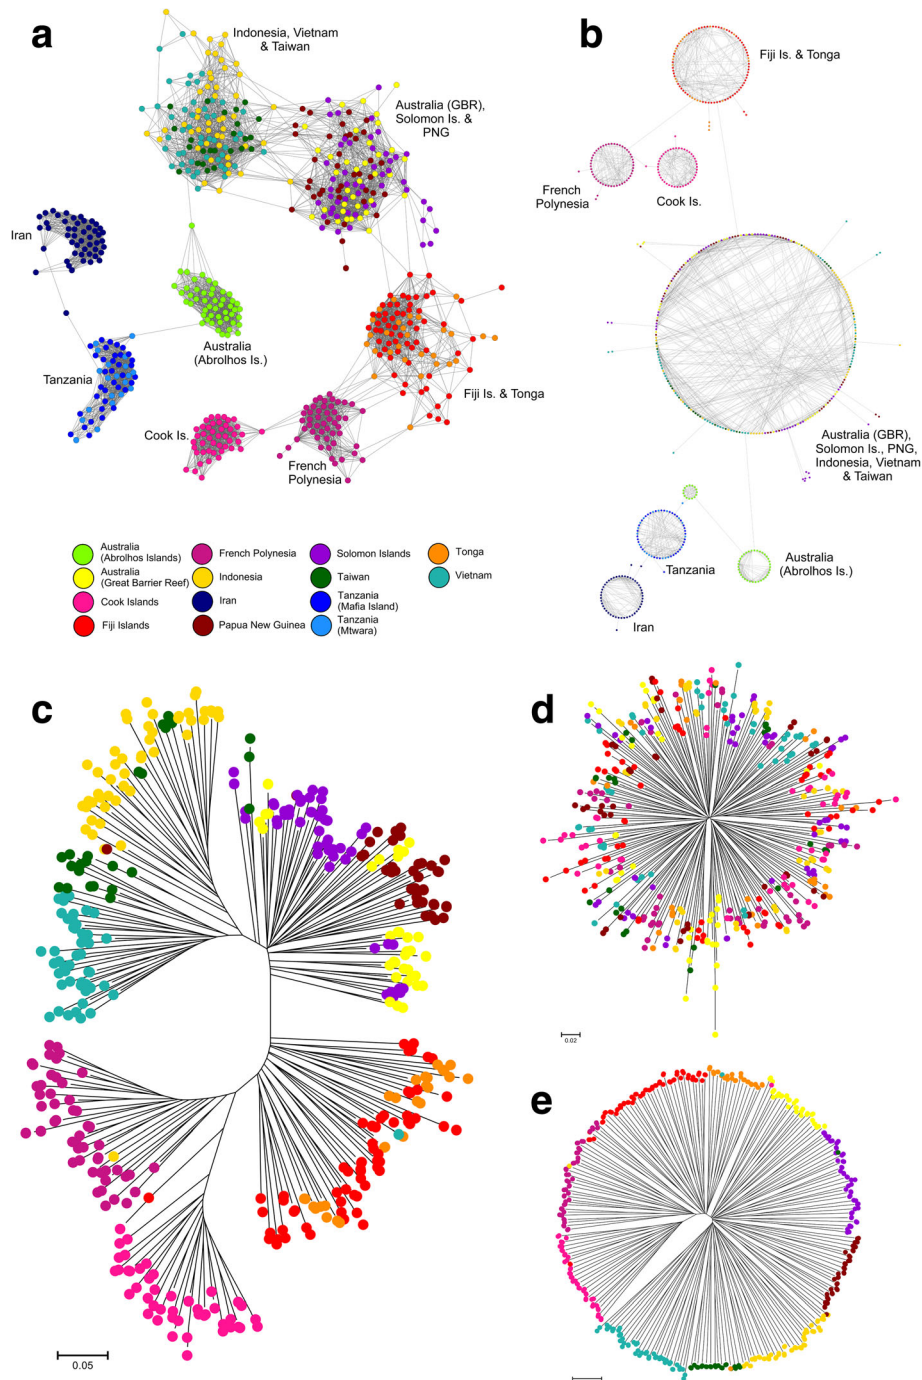 a
Indonesia, Vietnam
& Taiwan
Australia (GBR),
Solomon Is. &
PNG
Iran
Australia
(Abrolhos Is.)
Tanzania
Fiji Is. & Tonga
Cook Is.
French
Polynesia
b
Fiji Is. & Tonga
French
Polynesia
Cook Is.
Australia (GBR),
Solomon Is., PNG,
Indonesia, Vietnam
& Taiwan
Tanzania
Australia
(Abrolhos Is.)
Iran
Australia
(Abrolhos Islands)
Australia
(Great Barrier Reef)
Cook Islands
Fiji Islands
French Polynesia
Indonesia
Iran
Papua New Guinea
Solomon Islands
Taiwan
Tanzania
(Mafia Island)
Tanzania
(Mtwara)
Tonga
Vietnam
c
0.05
d
0.02
e